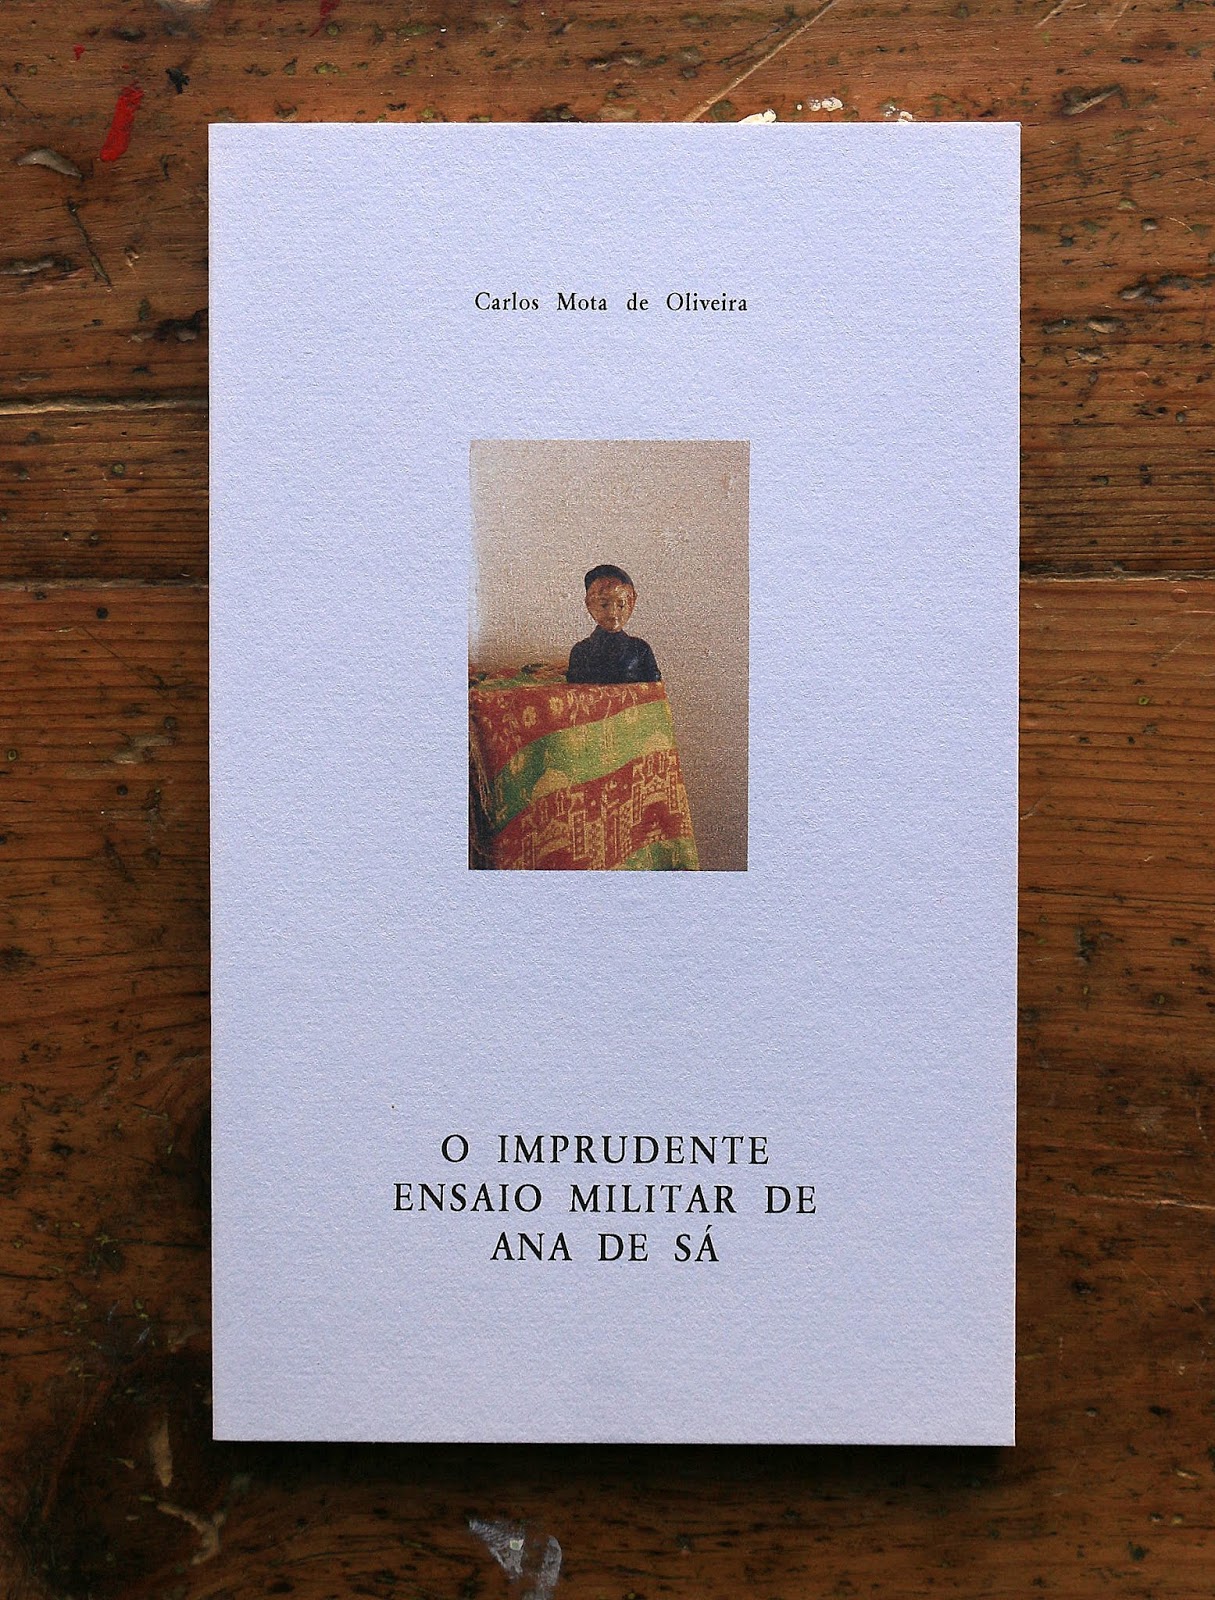 Carlos Mota de Oliveira
O IMPRUDENTE
ENSAIO MILITAR DE
ANA DE SÁ